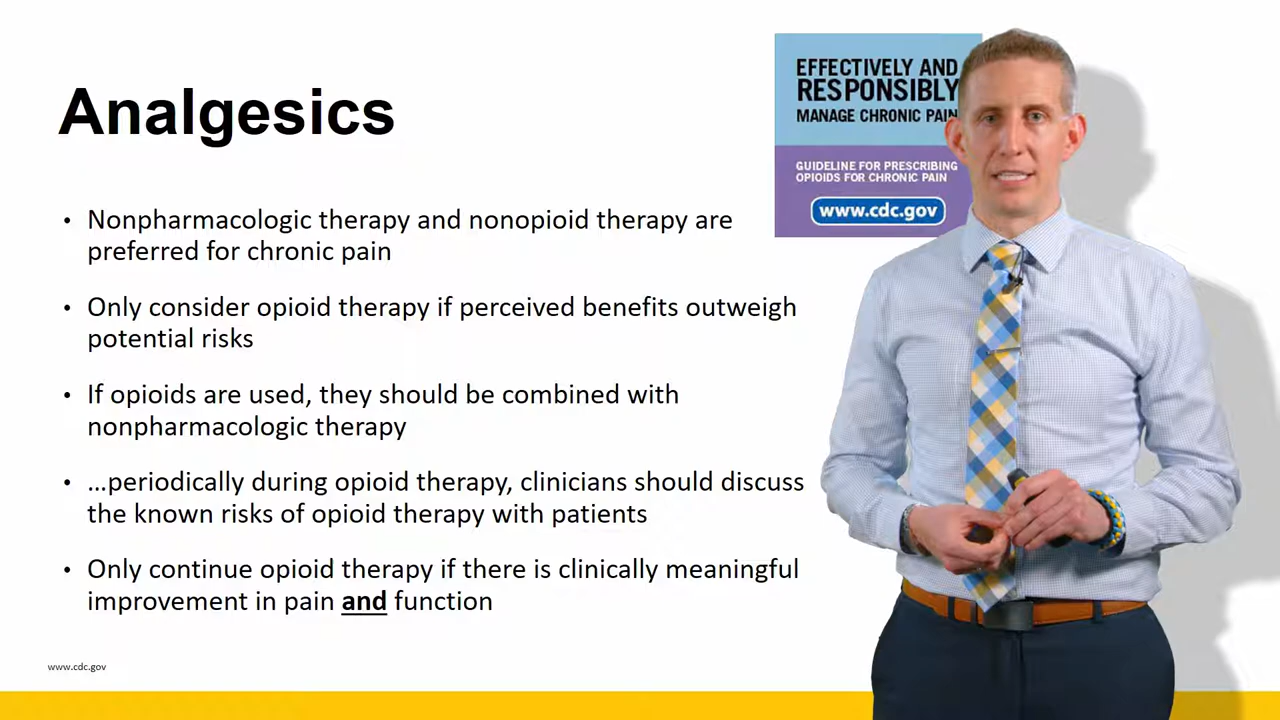 Analgesics
EFFECTIVELY AND
RESPONSIBLY
MANAGE CHRONIC PAIN
GUIDELINE FOR PRESCRIBING
OPIOIDS FOR CHRONIC PAIN
www.cdc.gov
• Nonpharmacologic therapy and nonopioid therapy are
preferred for chronic pain
• Only consider opioid therapy if perceived benefits outweigh
potential risks
• If opioids are used, they should be combined with
nonpharmacologic therapy
• …periodically during opioid therapy, clinicians should discuss
the known risks of opioid therapy with patients
• Only continue opioid therapy if there is clinically meaningful
improvement in pain and function
www.cdc.gov